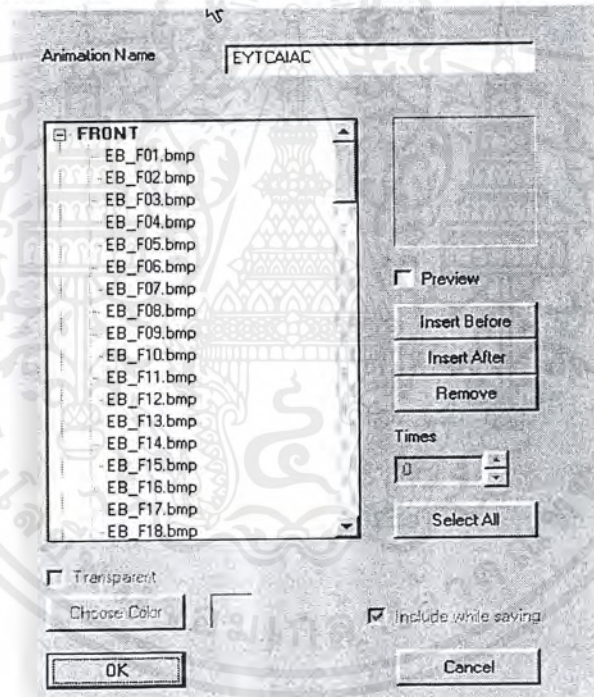 Animation Name
EYTCAIAC
FRONT
EB_F01.bmp
EB_F02.bmp
EB_F03.bmp
EB_F04.bmp
EB_F05.bmp
EB_F06.bmp
EB_F07.bmp
EB_F08.bmp
EB_F09.bmp
EB_F10.bmp
EB_F11.bmp
EB_F12.bmp
EB_F13.bmp
EB_F14.bmp
EB_F15.bmp
EB_F16.bmp
EB_F17.bmp
EB_F18.bmp
Preview
Insert Before
Insert After
Remove
Times
0
Select All
Transparent
Choose Color
Include while saving
OK
Cancel